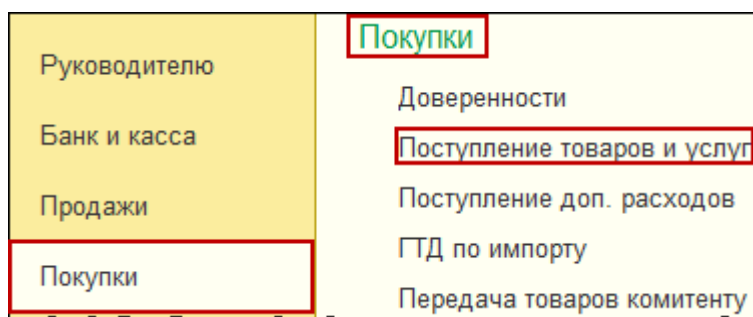 Руководителю
Банк и касса
Продажи
Покупки
Покупки
Доверенности
Поступление товаров и услуг
Поступление доп. расходов
ГТД по импорту
Передача товаров комитенту